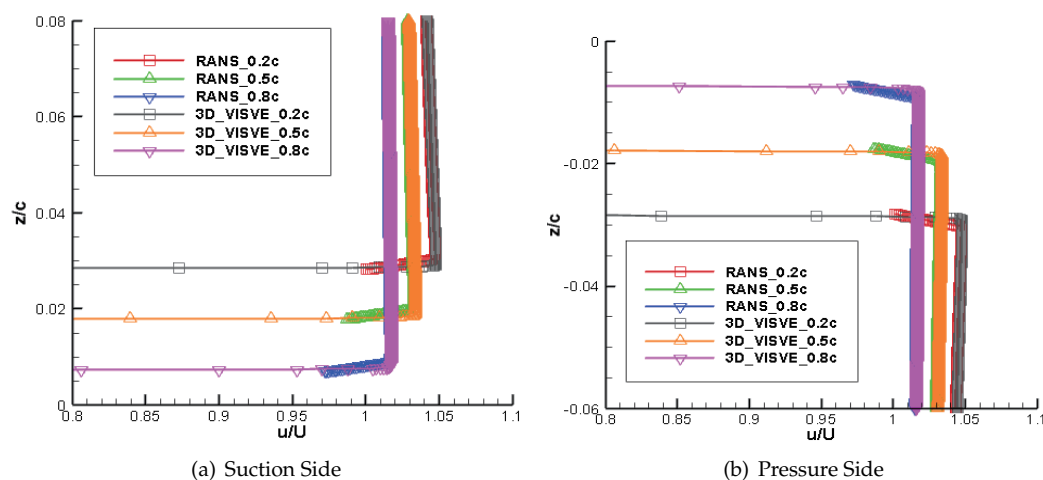 0.08
0.06
0.04
0.02
0
z/c
RANS_0.2c
RANS_0.5c
RANS_0.8c
3D_VISVE_0.2c
3D_VISVE_0.5c
3D_VISVE_0.8c
0.8 0.85 0.9 0.95 1 1.05 1.1
u/U
(a) Suction Side
0
-0.02
-0.04
-0.06
z/c
RANS_0.2c
RANS_0.5c
RANS_0.8c
3D_VISVE_0.2c
3D_VISVE_0.5c
3D_VISVE_0.8c
0.8 0.85 0.9 0.95 1 1.05 1.1
u/U
(b) Pressure Side